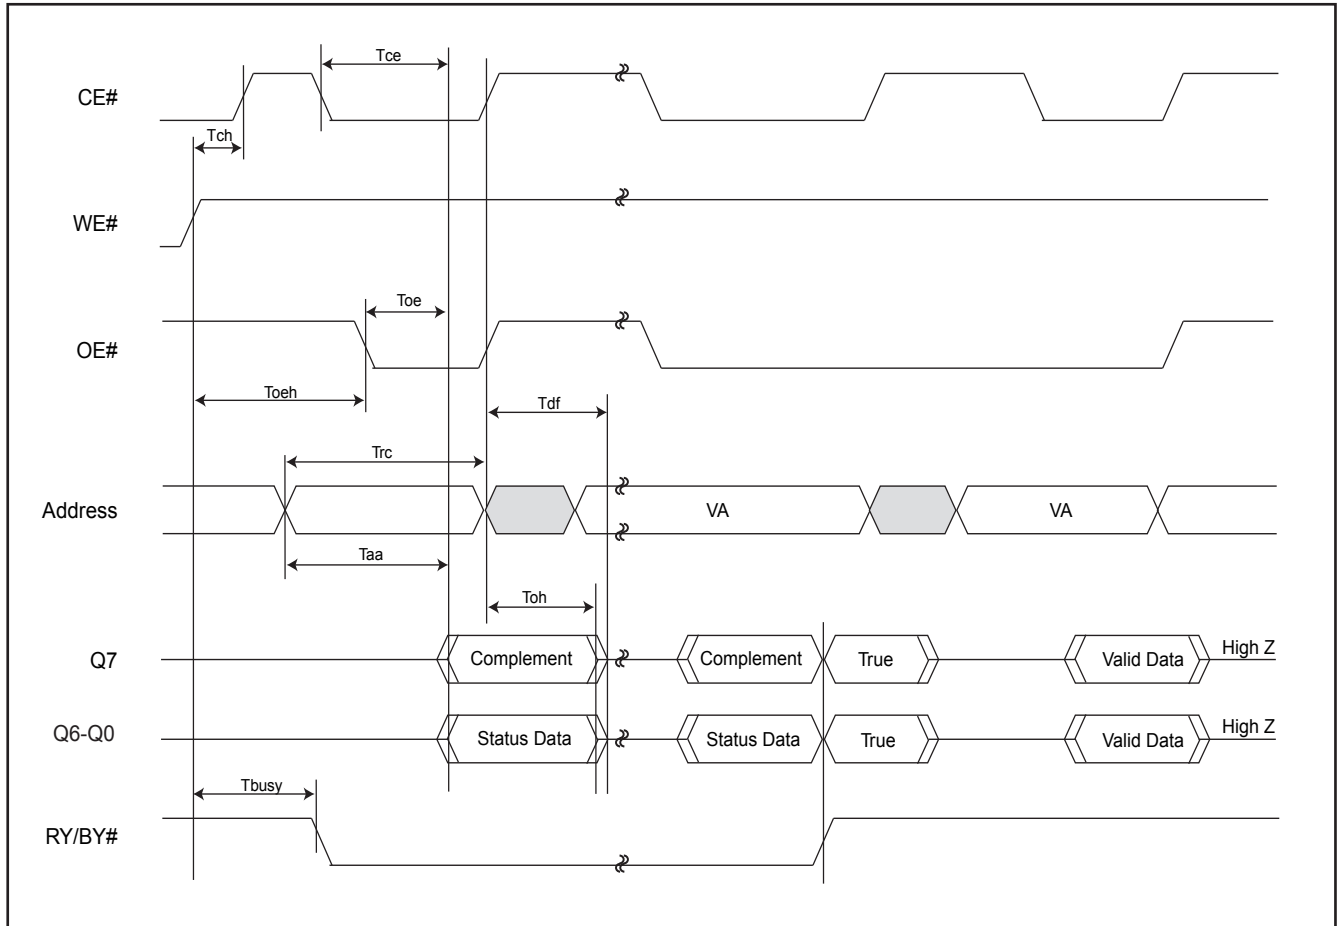 Tce
CE#
Tch
WE#
Toe
OE#
Toeh
Tdf
Trc
Address
VA
VA
Taa
Toh
Q7
Complement
Complement
True
Valid Data
High Z
Q6-Q0
Status Data
Status Data
True
Valid Data
High Z
Tbusy
RY/BY#